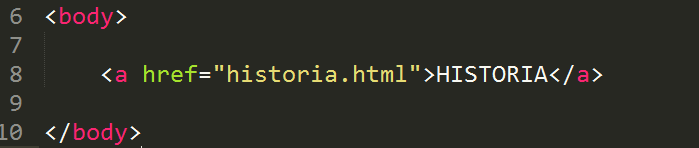 6 <body>
7
8 <a href="historia.html">HISTORIA</a>
9
10 </body>